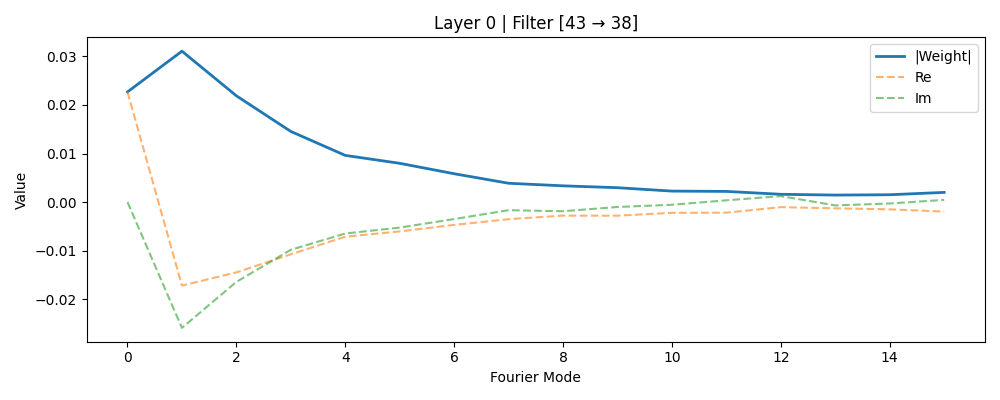 Layer 0 | Filter [43 → 38]
|Weight|
Re
Im
Value
0.03
0.02
0.01
0.00
−0.01
−0.02
0 2 4 6 8 10 12 14
Fourier Mode